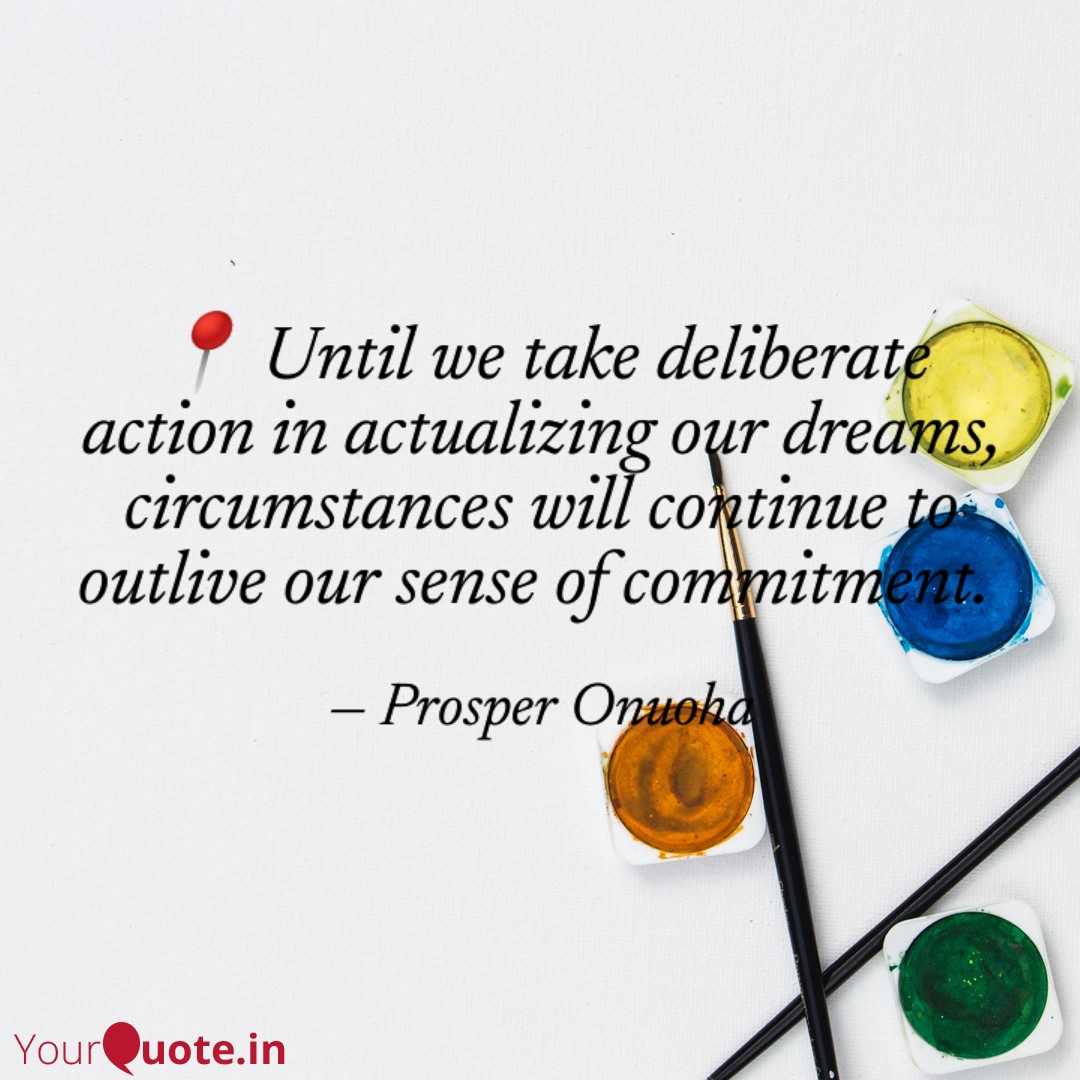 📍 Until we take deliberate
action in actualizing our dreams,
circumstances will continue to
outlive our sense of commitment.
– Prosper Onuoha
YourQuote.in